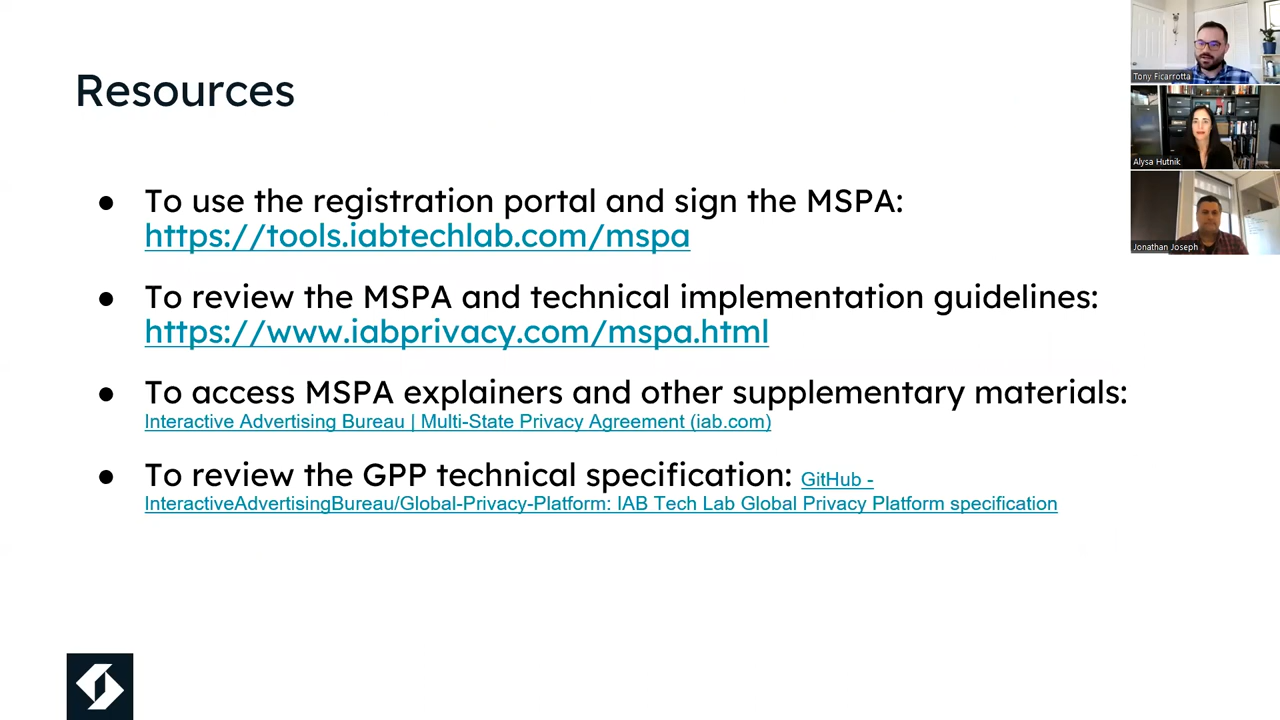 Resources
● To use the registration portal and sign the MSPA:
https://tools.iabtechlab.com/mspa
● To review the MSPA and technical implementation guidelines:
https://www.iabprivacy.com/mspa.html
● To access MSPA explainers and other supplementary materials:
Interactive Advertising Bureau | Multi-State Privacy Agreement (iab.com)
● To review the GPP technical specification: GitHub -
InteractiveAdvertisingBureau/Global-Privacy-Platform: IAB Tech Lab Global Privacy Platform specification
Tony Ficarrotta
Alysa Hutnik
Jonathan Joseph